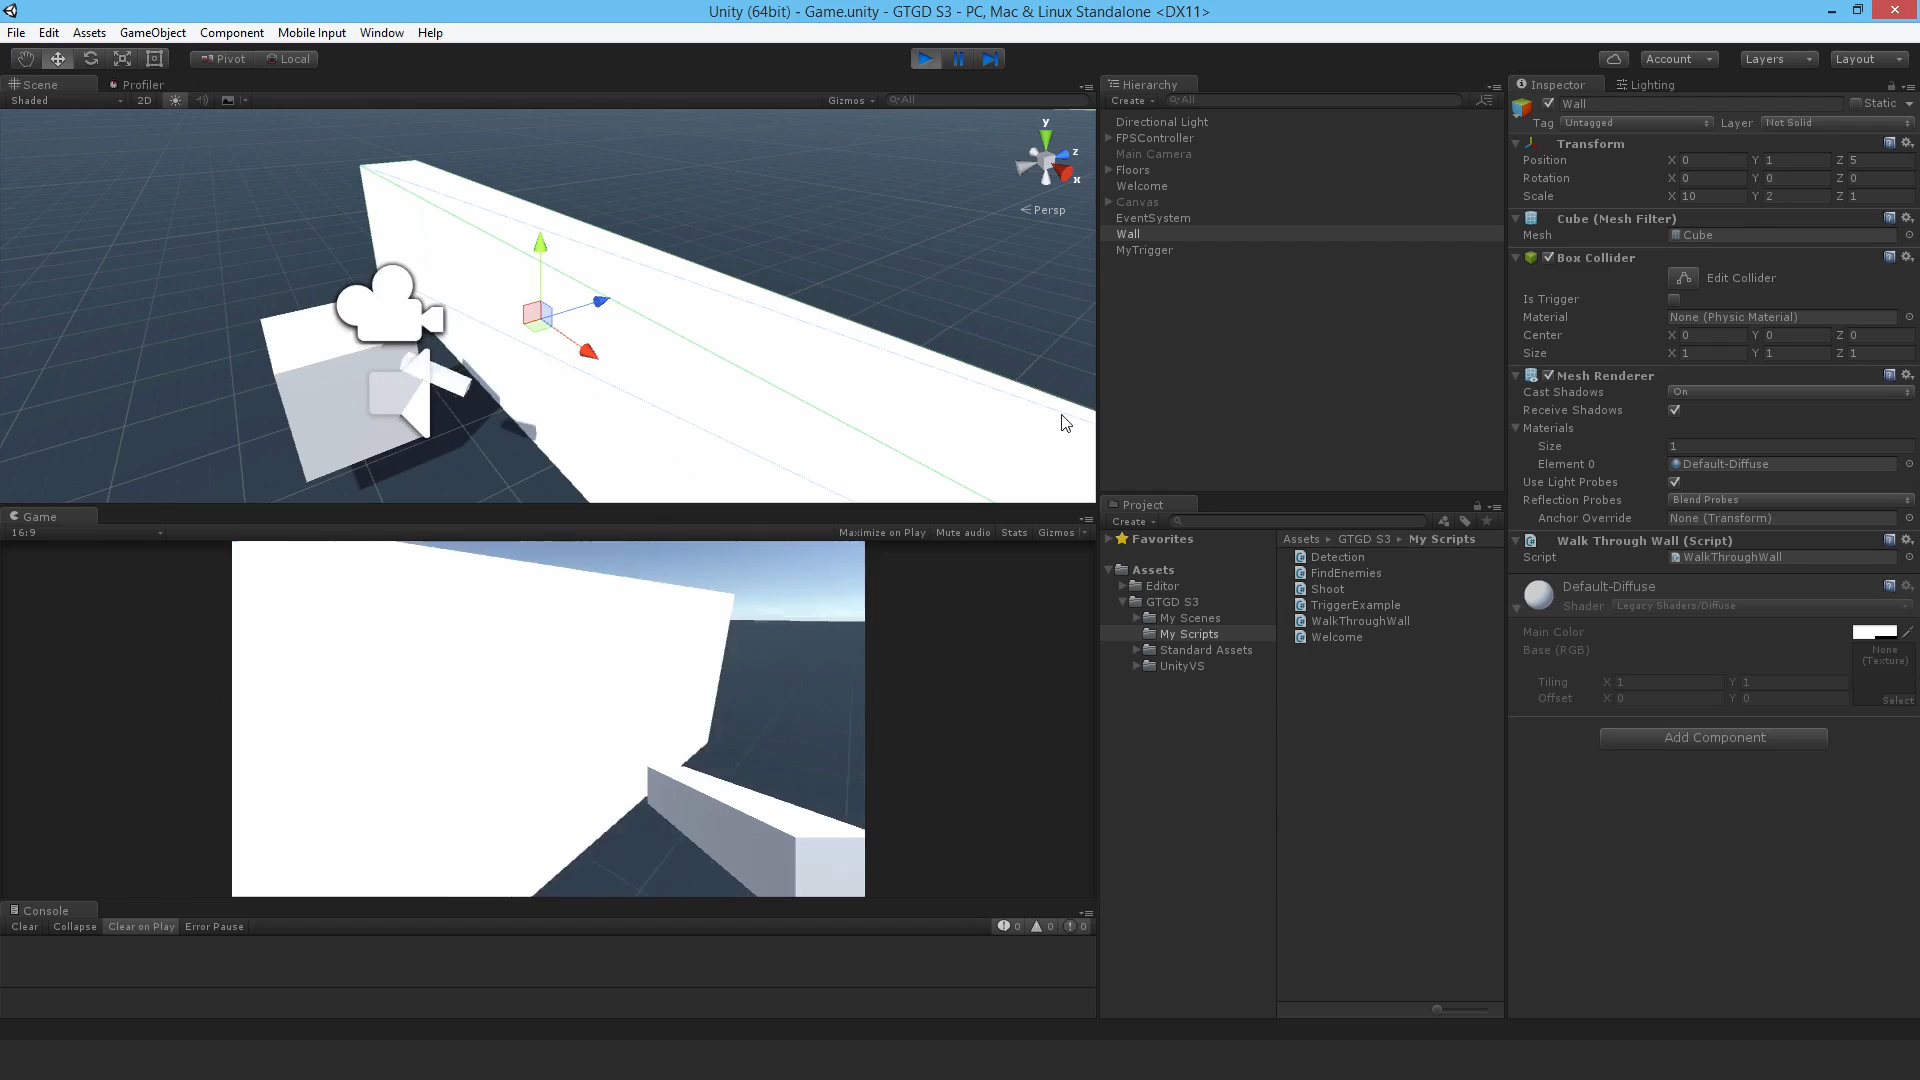 Unity (64bit) - Game.unity - GTGD S3 - PC, Mac & Linux Standalone <DX11>
File Edit Assets GameObject Component Mobile Input Window Help
Pivot Local Account Layers Layout
Scene Profiler
Shaded 2D Gizmos All
y
z
x
Persp
Game
16:9 Maximize on Play Mute audio Stats Gizmos
Console
Clear Collapse Clear on Play Error Pause 0 0 0
Hierarchy
Create All
Directional Light
FPSController
Main Camera
Floors
Welcome
Canvas
EventSystem
Wall
MyTrigger
Project
Create
Favorites
Assets
Editor
GTGD S3
My Scenes
My Scripts
Standard Assets
UnityVS
Assets GTGD S3 My Scripts
Detection
FindEnemies
Shoot
TriggerExample
WalkThroughWall
Welcome
Inspector Lighting
Wall Static
Tag Untagged Layer Not Solid
Transform
Position X 0 Y 1 Z 5
Rotation X 0 Y 0 Z 0
Scale X 10 Y 2 Z 1
Cube (Mesh Filter)
Mesh Cube
Box Collider
Edit Collider
Is Trigger
Material None (Physic Material)
Center X 0 Y 0 Z 0
Size X 1 Y 1 Z 1
Mesh Renderer
Cast Shadows On
Receive Shadows
Materials
Size 1
Element 0 Default-Diffuse
Use Light Probes
Reflection Probes Blend Probes
Anchor Override None (Transform)
Walk Through Wall (Script)
Script WalkThroughWall
Default-Diffuse
Shader Legacy Shaders/Diffuse
Main Color
Base (RGB) None (Texture)
Tiling X 1 Y 1
Offset X 0 Y 0 Select
Add Component